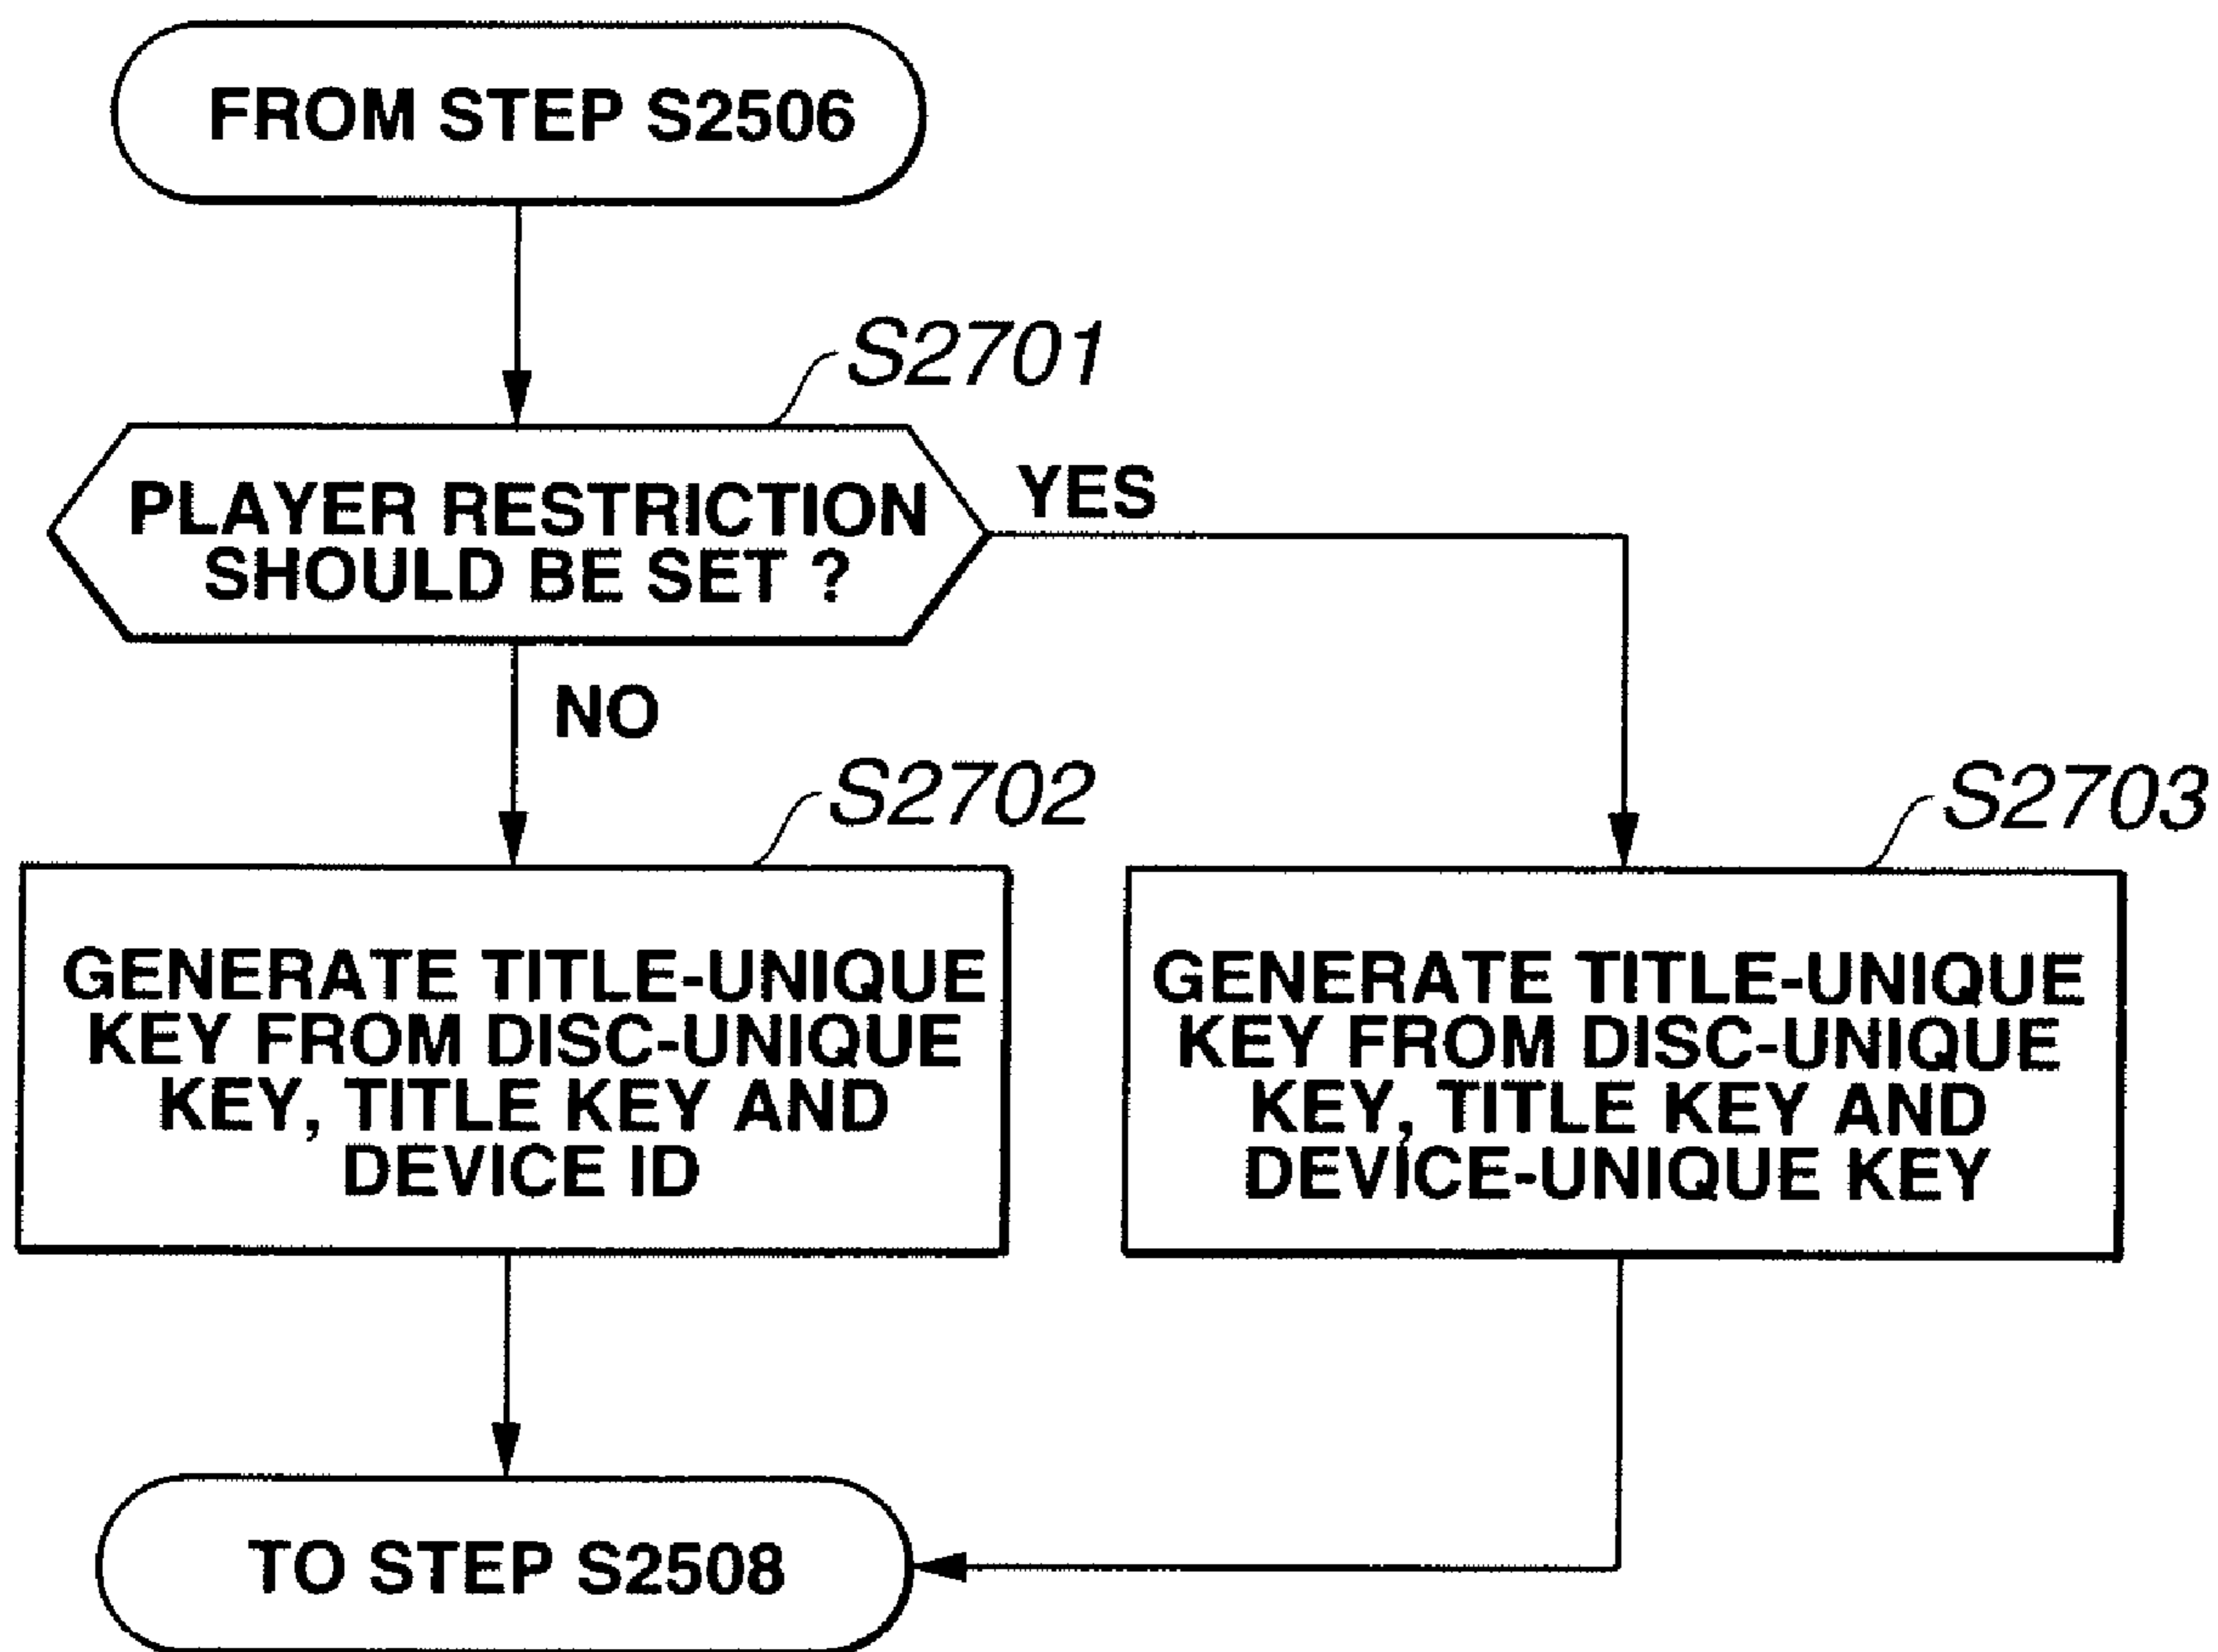 FROM STEP S2506
S2701
PLAYER RESTRICTION
SHOULD BE SET ?
YES
NO
S2702
GENERATE TITLE-UNIQUE
KEY FROM DISC-UNIQUE
KEY, TITLE KEY AND
DEVICE ID
S2703
GENERATE TITLE-UNIQUE
KEY FROM DISC-UNIQUE
KEY, TITLE KEY AND
DEVICE-UNIQUE KEY
TO STEP S2508